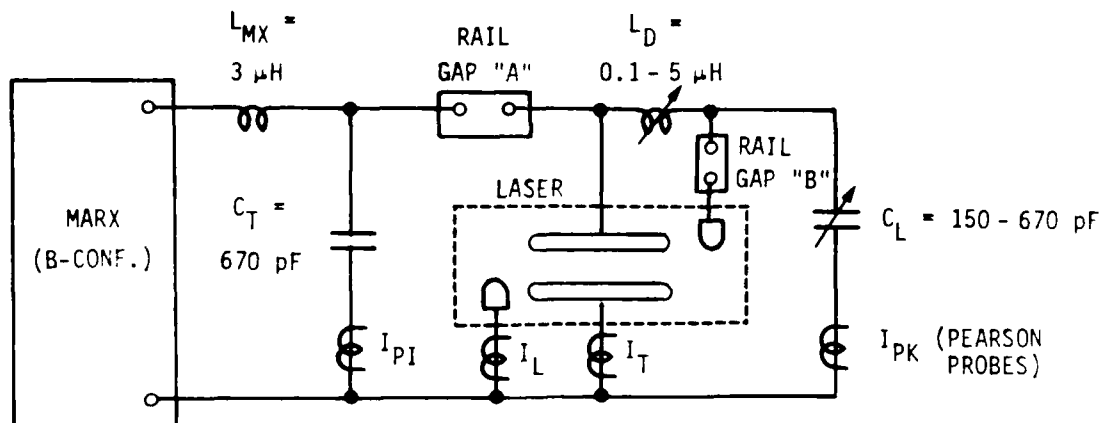 L_MX =
3 μH
RAIL
GAP "A"
L_D =
0.1 - 5 μH
RAIL
GAP "B"
LASER
MARX
(B-CONF.)
C_T =
670 pF
C_L = 150 - 670 pF
I_PI
I_L
I_T
I_PK (PEARSON
PROBES)